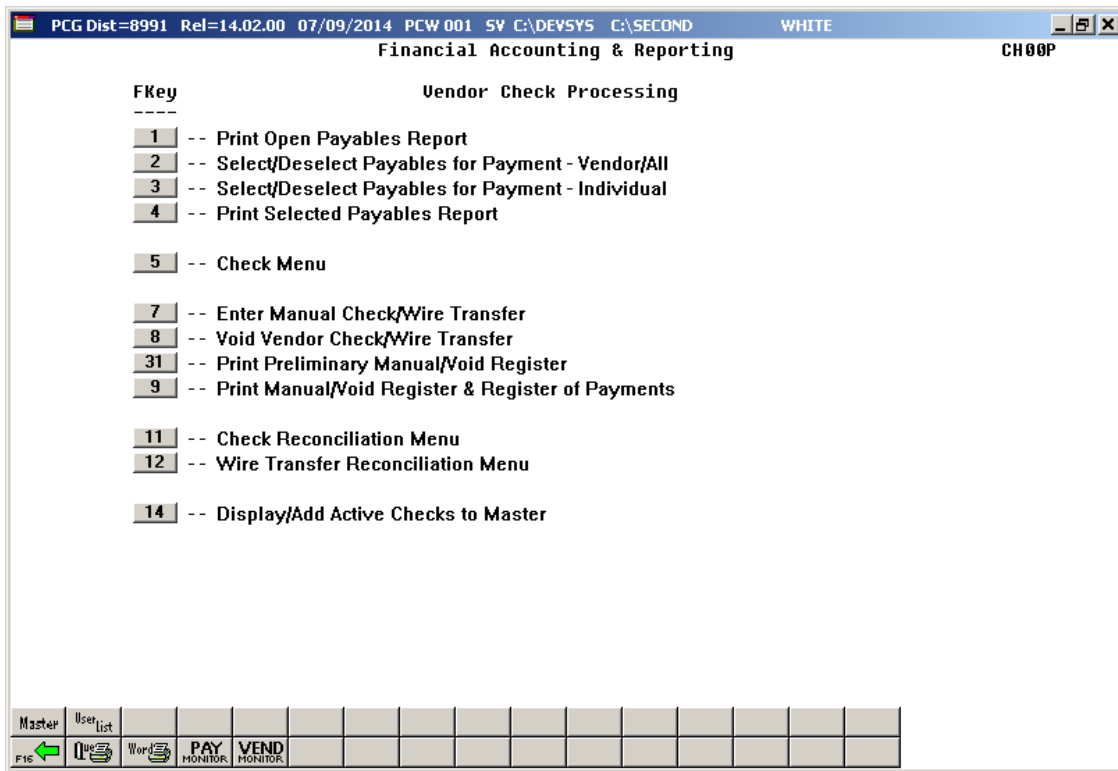 PCG Dist=8991 Rel=14.02.00 07/09/2014 PCW 001 SV C:\DEVSYS C:\SECOND WHITE
Financial Accounting & Reporting CH00P
FKey Vendor Check Processing
----
1 -- Print Open Payables Report
2 -- Select/Deselect Payables for Payment - Vendor/All
3 -- Select/Deselect Payables for Payment - Individual
4 -- Print Selected Payables Report
5 -- Check Menu
7 -- Enter Manual Check/Wire Transfer
8 -- Void Vendor Check/Wire Transfer
31 -- Print Preliminary Manual/Void Register
9 -- Print Manual/Void Register & Register of Payments
11 -- Check Reconciliation Menu
12 -- Wire Transfer Reconciliation Menu
14 -- Display/Add Active Checks to Master
Master User List
F16 Que Word PAY MONITOR VEND MONITOR